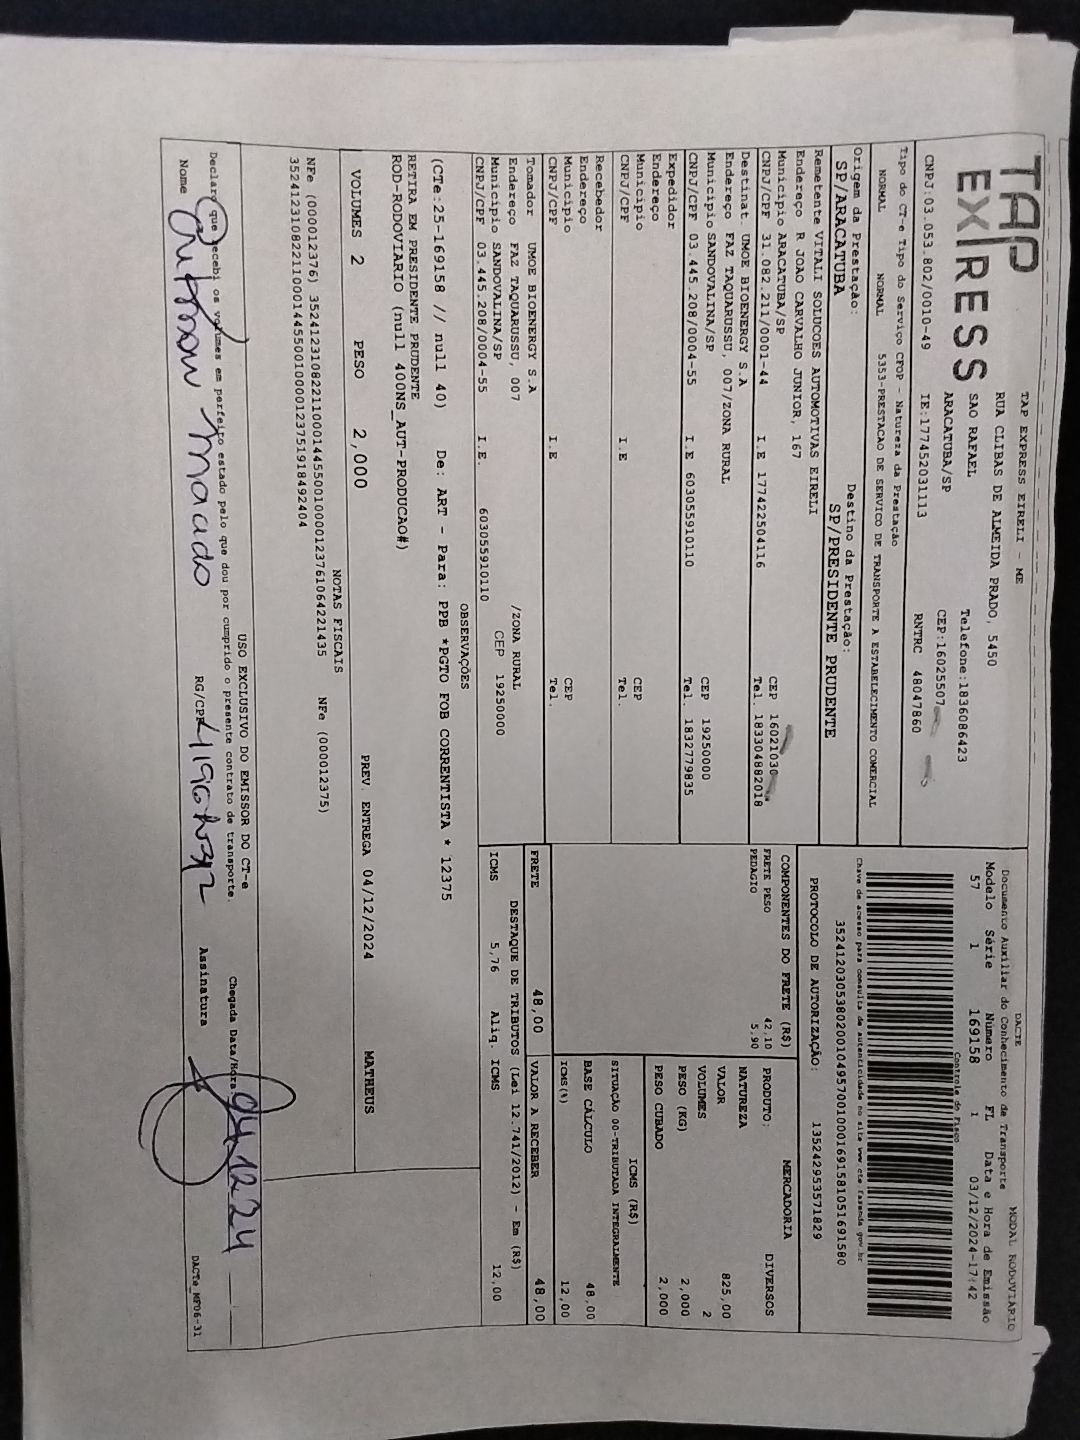 TAP
EXPRESS
TAP EXPRESS EIRELI - ME
RUA CLIBAS DE ALMEIDA PRADO, 5450
SAO RAFAEL Telefone:1836086423
ARACATUBA/SP CEP:16025507
CNPJ:03.053.802/0010-49 IE:177452031113 RNTRC 48047860
Tipo do CT-e Tipo do Serviço CFOP - Natureza da Prestação
NORMAL NORMAL 5353-PRESTACAO DE SERVICO DE TRANSPORTE A ESTABELECIMENTO COMERCIAL
Origem da Prestação: Destino da Prestação:
SP/ARACATUBA SP/PRESIDENTE PRUDENTE
Remetente VITALI SOLUCOES AUTOMOTIVAS EIRELI
Endereço R JOAO CARVALHO JUNIOR, 167
Município ARACATUBA/SP CEP 16021030
CNPJ/CPF 31.082.211/0001-44 I.E 177422504116 Tel. 183304882018
Destinat UMOE BIOENERGY S.A
Endereço FAZ TAQUARUSSU, 007/ZONA RURAL
Município SANDOVALINA/SP CEP 19250000
CNPJ/CPF 03.445.208/0004-55 I.E 603055910110 Tel. 1832779835
Expedidor
Endereço
Município CEP
CNPJ/CPF I.E Tel.
Recebedor
Endereço
Município CEP
CNPJ/CPF I.E Tel.
Tomador UMOE BIOENERGY S.A
Endereço FAZ TAQUARUSSU, 007 /ZONA RURAL
Município SANDOVALINA/SP CEP 19250000
CNPJ/CPF 03.445.208/0004-55 I.E. 603055910110
DACTE MODAL RODOVIARIO
Documento Auxiliar do Conhecimento de Transporte
Modelo Série Número FL Data e Hora de Emissão
57 1 169158 1 03/12/2024-17:42
Controle do Fisco
Chave de acesso para consulta de autenticidade no site www.cte.fazenda.gov.br
35241203053802001049570010001691581051691580
PROTOCOLO DE AUTORIZAÇÃO: 135242953571829
COMPONENTES DO FRETE (R$)
FRETE PESO 42,10
PEDAGIO 5,90
MERCADORIA
PRODUTO: DIVERSOS
NATUREZA
VALOR 825,00
VOLUMES 2
PESO (KG) 2,000
PESO CUBADO 2,000
ICMS (R$)
SITUAÇÃO 00-TRIBUTADA INTEGRALMENTE
BASE CÁLCULO 48,00
ICMS(%) 12,00
FRETE 48,00 VALOR A RECEBER 48,00
DESTAQUE DE TRIBUTOS (Lei 12.741/2012) - Em (R$)
ICMS 5,76 Aliq. ICMS 12,00
OBSERVAÇÕES
(CTe:25-169158 // null 40) De: ART - Para: PPB *PGTO FOB CORRENTISTA * 12375
RETIRA EM PRESIDENTE PRUDENTE
ROD-RODOVIARIO (null 400NS_AUT-PRODUCAO#)
VOLUMES 2 PESO 2,000 PREV. ENTREGA 04/12/2024 MATHEUS
NOTAS FISCAIS
NFe (000012376) 35241231082211000144550010000123761064221435 NFe (000012375)
35241231082211000144550010000123751918492404
USO EXCLUSIVO DO EMISSOR DO CT-e
Declaro que recebi os volumes em perfeito estado pelo que dou por cumprido o presente contrato de transporte. Chegada Data/Hora 04.12.24
Nome RG/CPF Assinatura
DACTe_MP06-31